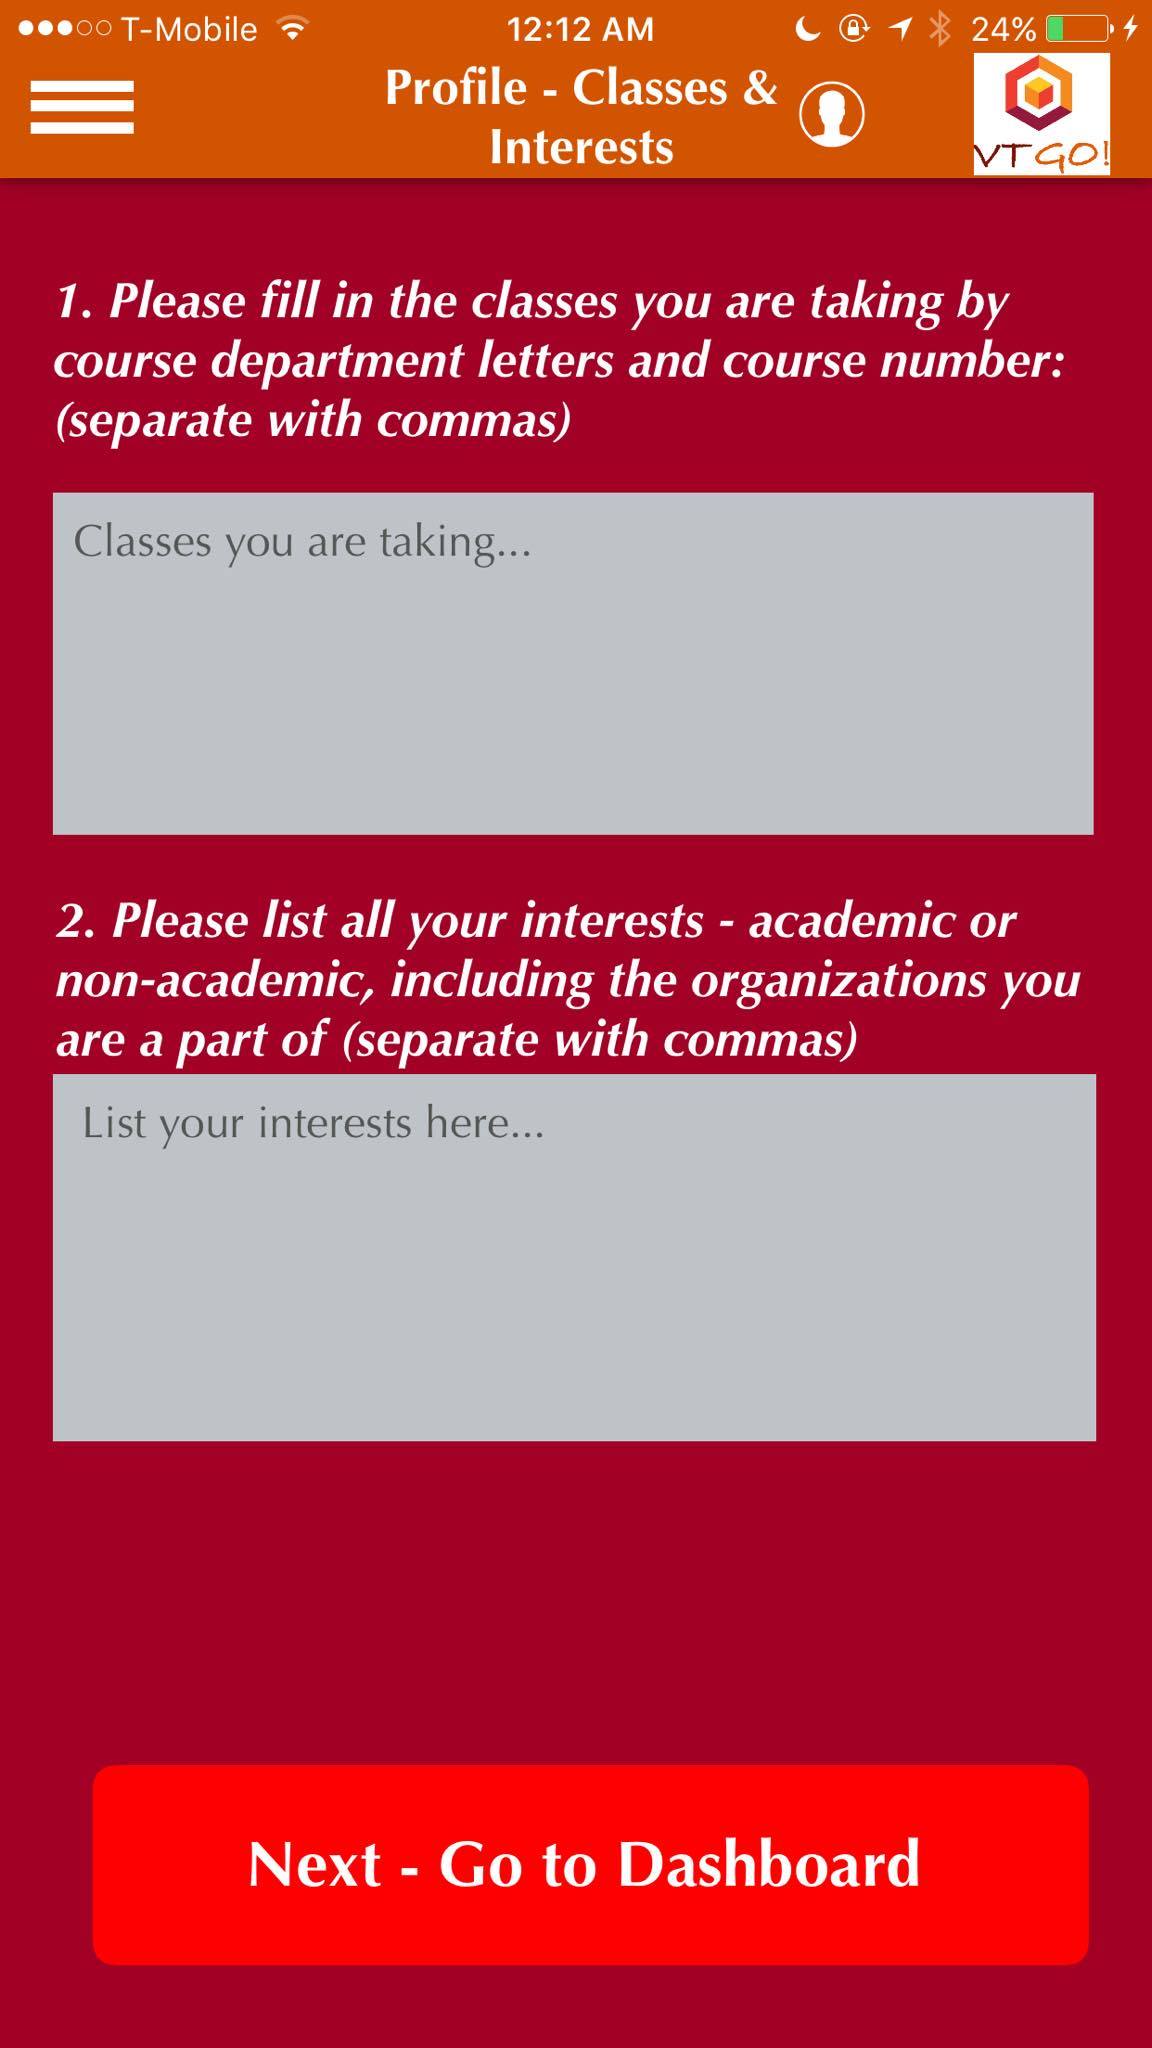 T-Mobile 12:12 AM 24%
Profile - Classes &
Interests
VTGO!
1. Please fill in the classes you are taking by
course department letters and course number:
(separate with commas)
Classes you are taking...
2. Please list all your interests - academic or
non-academic, including the organizations you
are a part of (separate with commas)
List your interests here...
Next - Go to Dashboard